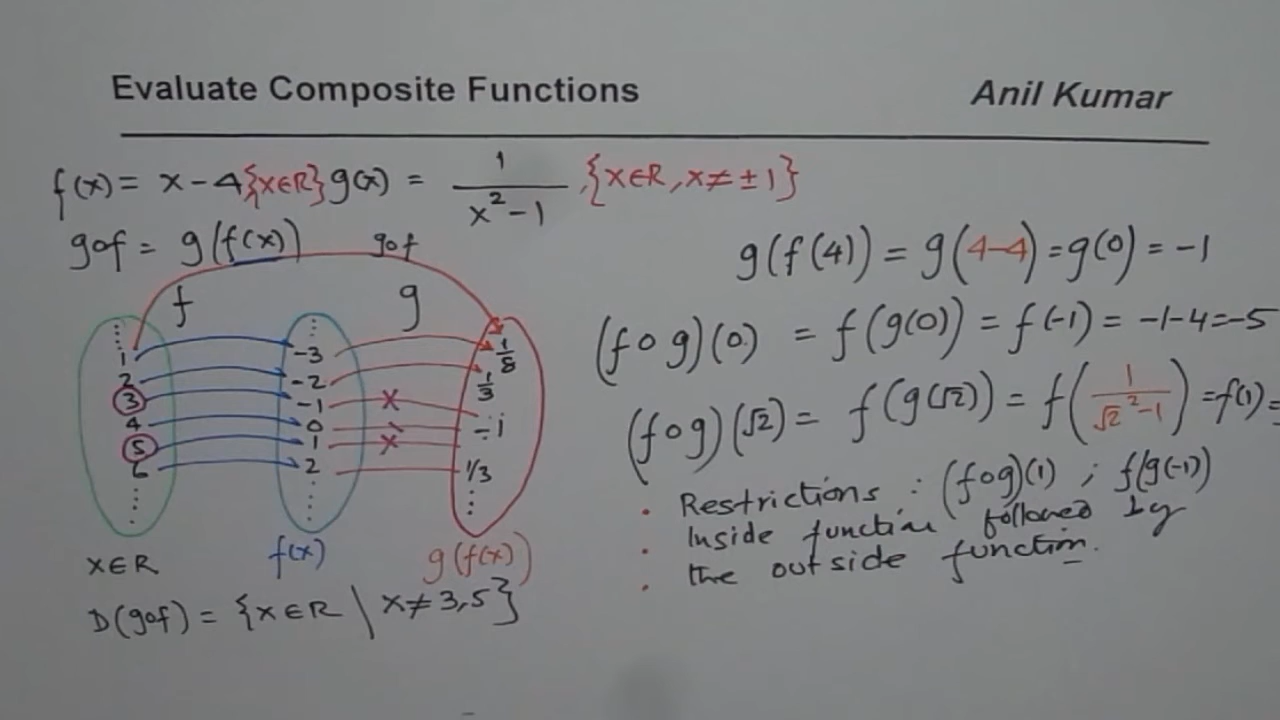 Evaluate Composite Functions Anil Kumar
f(x) = x - 4 {x∈R} g(x) = 1/(x² - 1), {x∈R, x ≠ ±1}
gof = g(f(x)) gof
f g
1 -3 1/8
2 -2 1/3
3 -1
4 0 -1
5 1
6 2 1/3
x∈R f(x) g(f(x))
D(gof) = {x∈R \ x≠3,5}
g(f(4)) = g(4-4) = g(0) = -1
(fog)(0) = f(g(0)) = f(-1) = -1-4 = -5
(fog)(√2) = f(g(√2)) = f(1/(√2² - 1)) = f(1) =
· Restrictions : (fog)(1) ; f(g(-1))
· Inside function followed by
· the outside function.